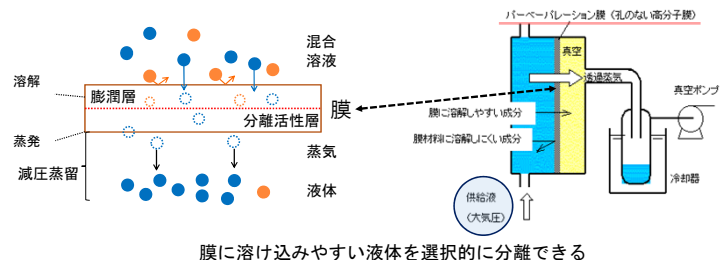 混合
溶液
溶解
膨潤層
分離活性層
膜
蒸発
蒸気
減圧蒸留
液体
パーベーパレーション膜（孔のない高分子膜）
真空
透過蒸気
真空ポンプ
膜に溶解しやすい成分
膜材料に溶解しにくい成分
冷却器
供給液
（大気圧）
膜に溶け込みやすい液体を選択的に分離できる